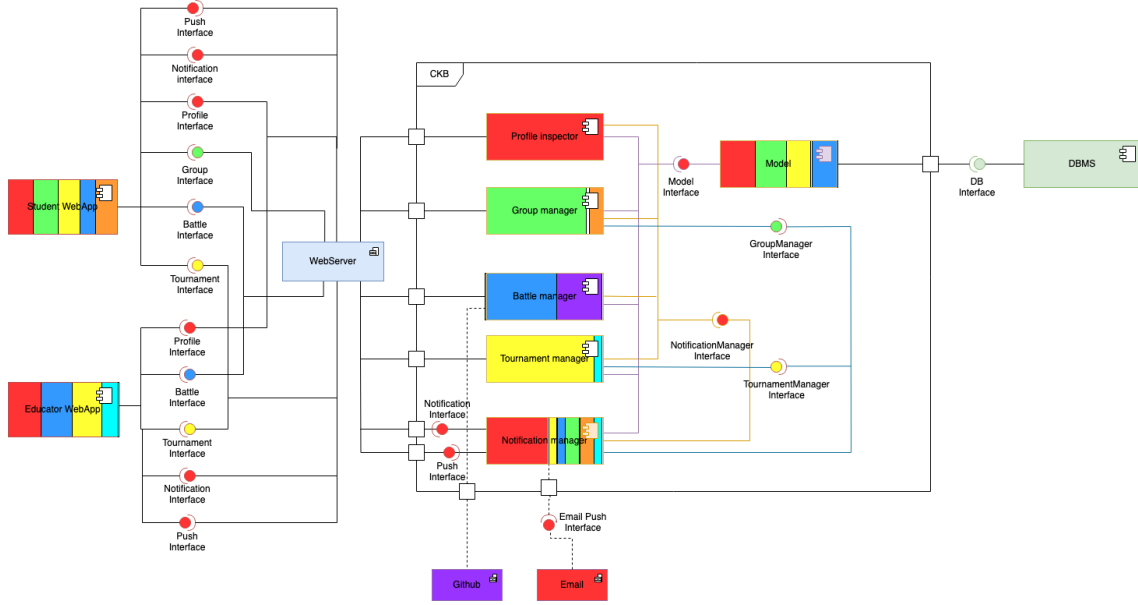 Push
Interface
Notification
interface
Profile
Interface
Group
Interface
Student WebApp
Battle
Interface
Tournament
Interface
WebServer
Profile
Interface
Battle
Interface
Educator WebApp
Tournament
Interface
Notification
Interface
Push
Interface
CKB
Profile inspector
Group manager
Battle manager
Tournament manager
Notification manager
Notification
Interface
Push
Interface
Model
Interface
Model
GroupManager
Interface
NotificationManager
Interface
TournamentManager
Interface
DB
Interface
DBMS
Email Push
Interface
Github
Email